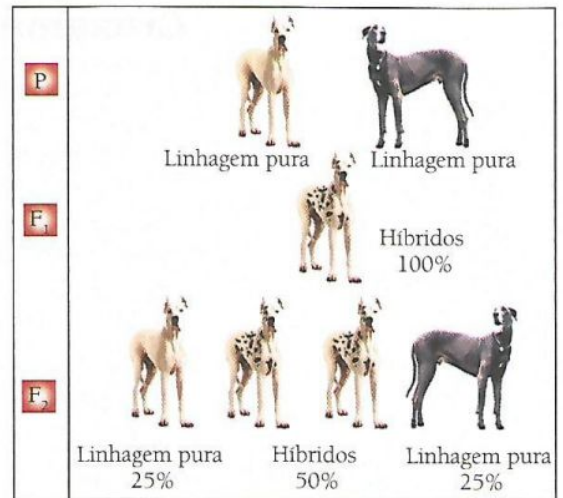 P
Linhagem pura Linhagem pura
F₁
Híbridos
100%
F₂
Linhagem pura Híbridos Linhagem pura
25% 50% 25%